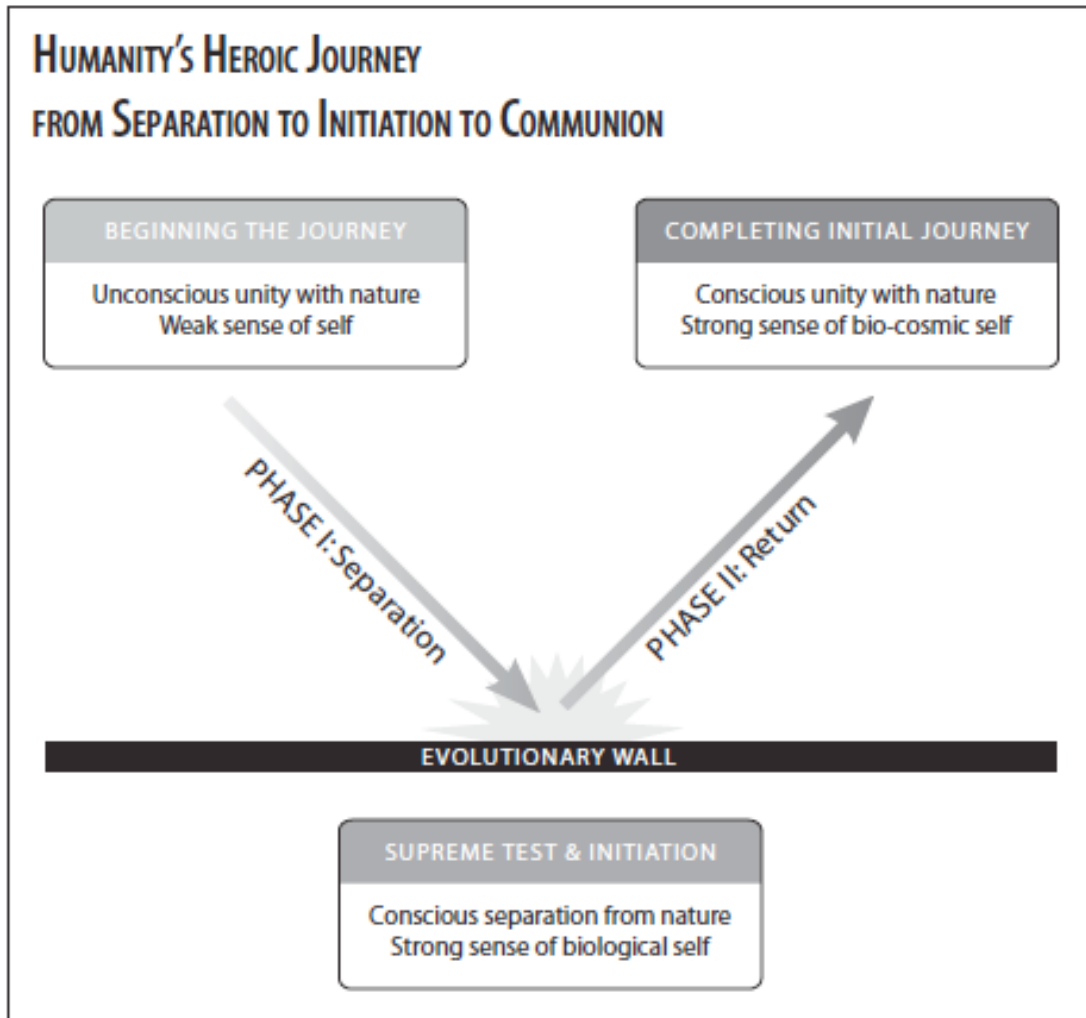 HUMANITY'S HEROIC JOURNEY
FROM SEPARATION TO INITIATION TO COMMUNION
BEGINNING THE JOURNEY
Unconscious unity with nature
Weak sense of self
COMPLETING INITIAL JOURNEY
Conscious unity with nature
Strong sense of bio-cosmic self
PHASE I: Separation
PHASE II: Return
EVOLUTIONARY WALL
SUPREME TEST & INITIATION
Conscious separation from nature
Strong sense of biological self